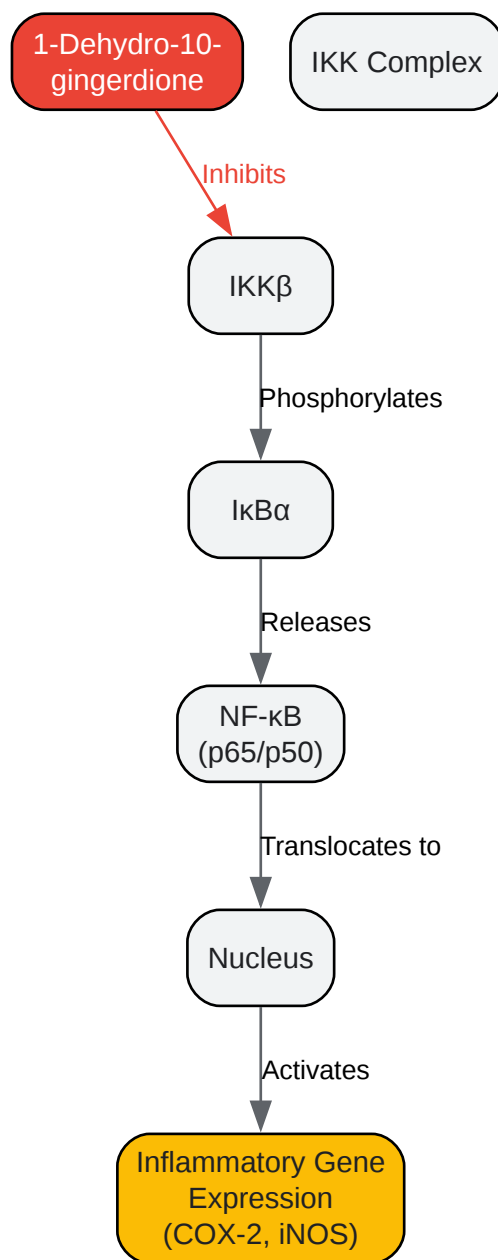 1-Dehydro-10-
gingerdione
IKK Complex
Inhibits
IKKβ
Phosphorylates
IκBα
Releases
NF-κB
(p65/p50)
Translocates to
Nucleus
Activates
Inflammatory Gene
Expression
(COX-2, iNOS)